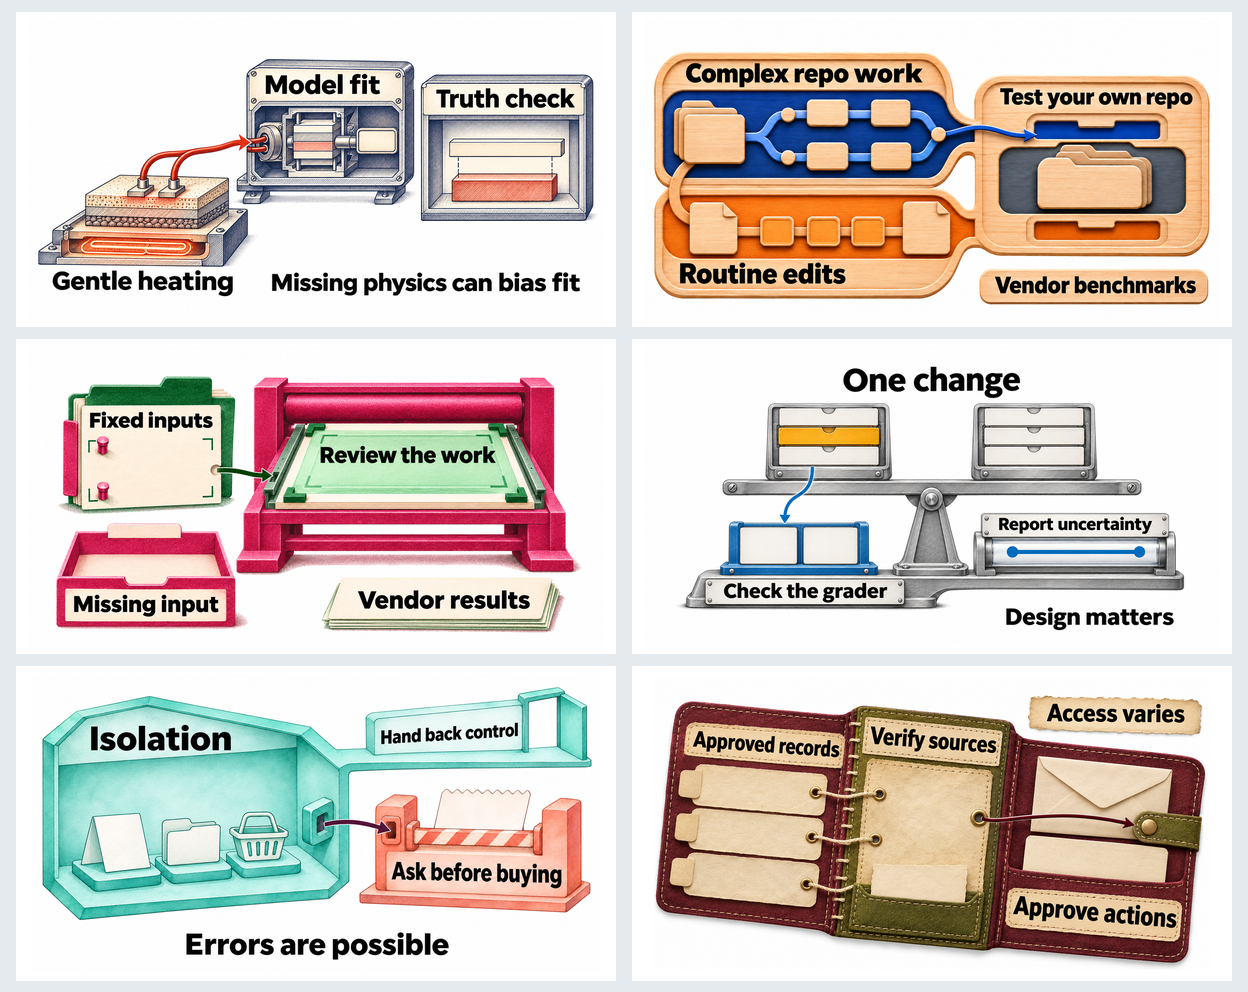 Model fit
Truth check
Gentle heating
Missing physics can bias fit
Complex repo work
Test your own repo
Routine edits
Vendor benchmarks
Fixed inputs
Review the work
Missing input
Vendor results
One change
Report uncertainty
Check the grader
Design matters
Isolation
Hand back control
Ask before buying
Errors are possible
Access varies
Approved records
Verify sources
Approve actions